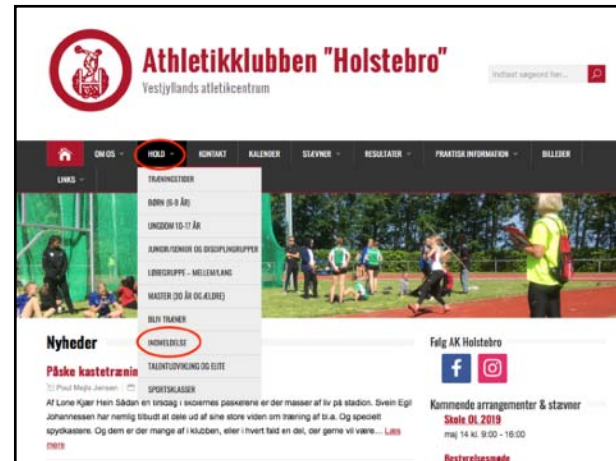 Athletikklubben "Holstebro"
Vestjyllands atletikcentrum
Indtast søgeord her...
OM OS
HOLD
KONTAKT
KALENDER
STÆVNER
RESULTATER
PRAKTISK INFORMATION
BILLEDER
LINKS
TRÆNINGSTIDER
BØRN (6-9 ÅR)
UNGDOM 10-17 ÅR
JUNIOR/SENIOR OG DISCIPLINGRUPPER
LØBEGRUPPE - MELLEM/LANG
MASTER (30 ÅR OG ÆLDRE)
BLIV TRÆNER
INDMELDELSE
TALENTUDVIKLING OG ELITE
SPORTSKLASSER
Nyheder
Påske kastetrænin
Poul Mejls Jensen
Af Lone Kjær Hein Sådan en tirsdag i skolernes påskeferie er der masser af liv på stadion. Svein Egil
Johannessen har nemlig tilbudt at dele ud af sine store viden om træning af bl.a. Og specielt
spydkastere. Og dem er der mange af i klubben, eller i hvert fald en del, der gerne vil være… Læs
mere
Følg AK Holstebro
Kommende arrangementer & stævner
Skole OL 2019
maj 14 kl. 9:00 - 16:00
Bestyrelsesmøde